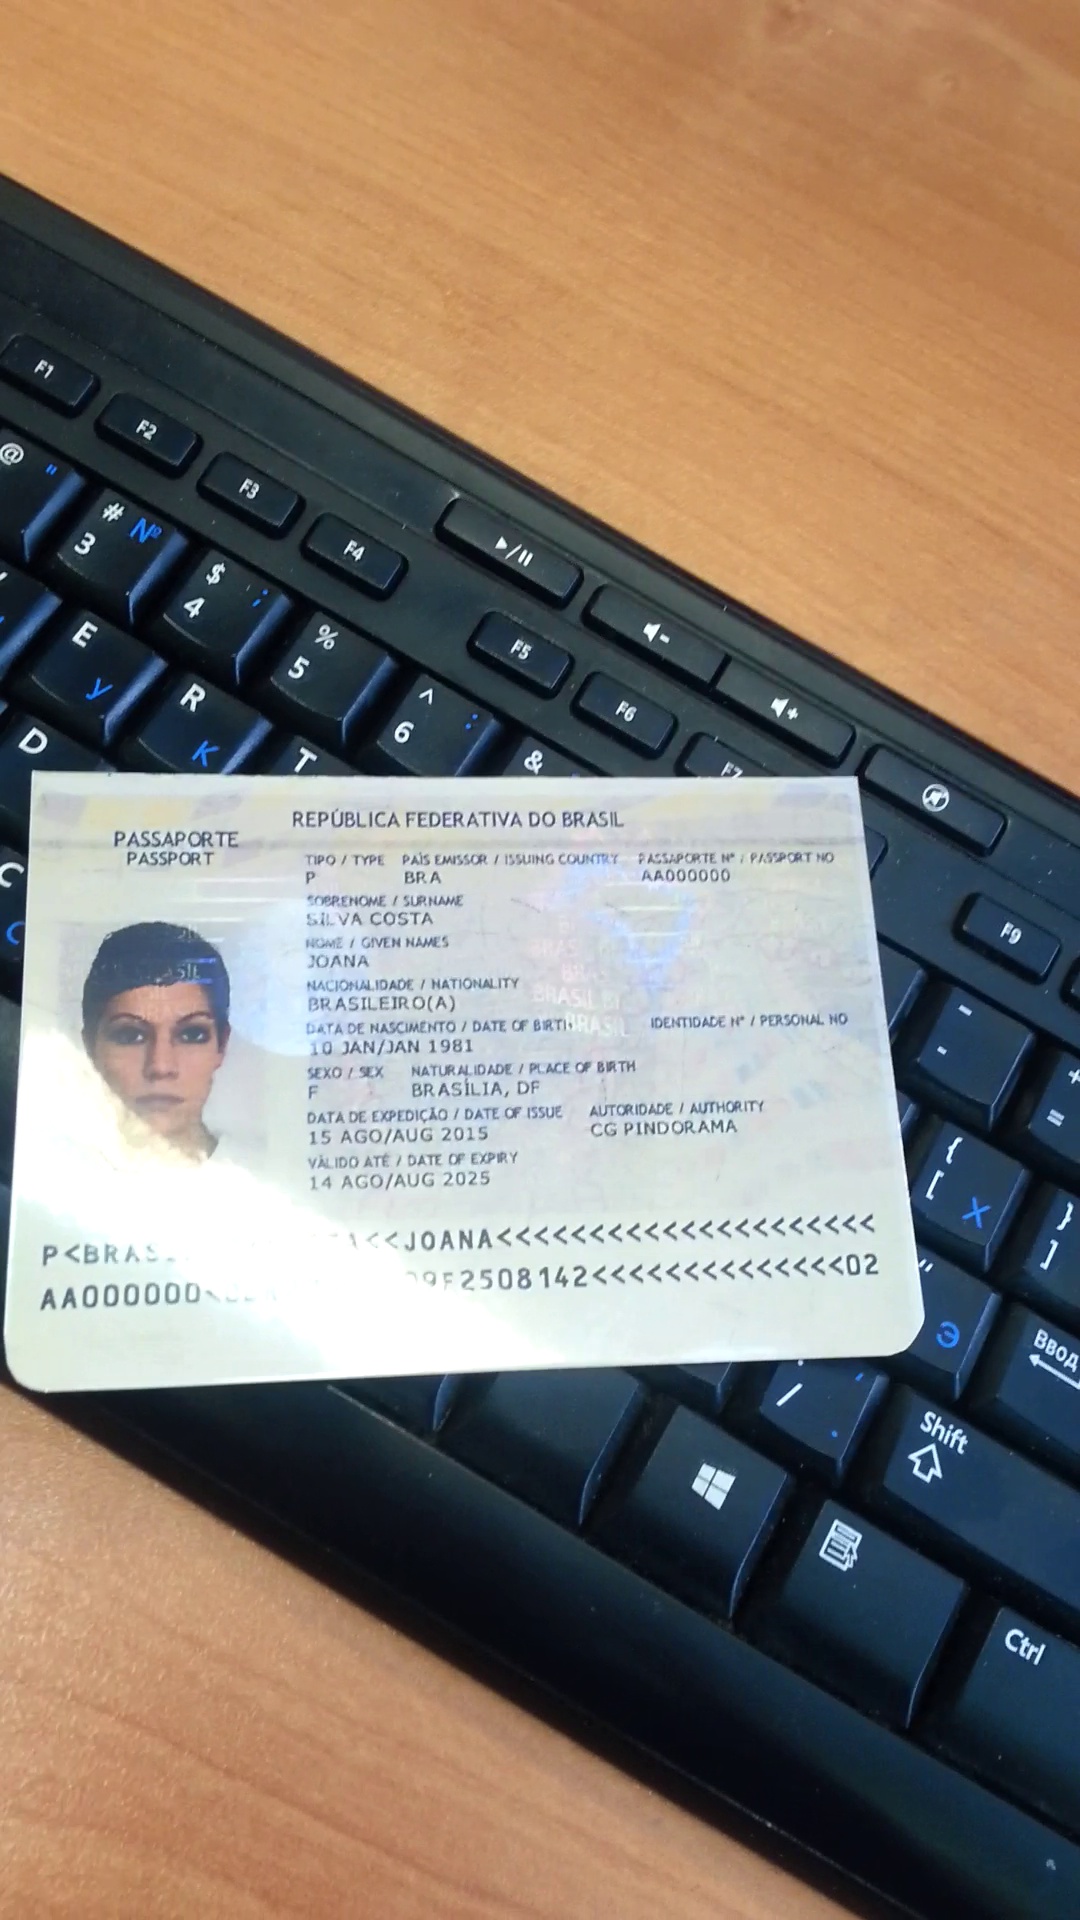 F1
F2
F3
F4
F5
F6
F7
F9
@ "
# №
3
$ ;
4
%
5
^ :
6
&
E
У
R
К
T
D
C
С
-
-
+
=
{
[ Х
}
]
"
Э
Ввод
/
.
Shift
Ctrl
REPÚBLICA FEDERATIVA DO BRASIL
PASSAPORTE
PASSPORT
TIPO / TYPE PAÍS EMISSOR / ISSUING COUNTRY PASSAPORTE Nº / PASSPORT NO
P BRA AA000000
SOBRENOME / SURNAME
SILVA COSTA
NOME / GIVEN NAMES
JOANA
NACIONALIDADE / NATIONALITY
BRASILEIRO(A)
DATA DE NASCIMENTO / DATE OF BIRTH IDENTIDADE Nº / PERSONAL NO
10 JAN/JAN 1981
SEXO / SEX NATURALIDADE / PLACE OF BIRTH
F BRASÍLIA, DF
DATA DE EXPEDIÇÃO / DATE OF ISSUE AUTORIDADE / AUTHORITY
15 AGO/AUG 2015 CG PINDORAMA
VÁLIDO ATÉ / DATE OF EXPIRY
14 AGO/AUG 2025
P<BRAS A<<JOANA<<<<<<<<<<<<<<<<<<<<<
AA000000< 09F2508142<<<<<<<<<<<<<<02